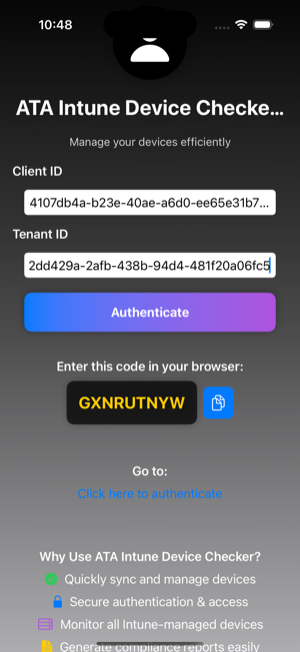 10:48
ATA Intune Device Checke...
Manage your devices efficiently
Client ID
4107db4a-b23e-40ae-a6d0-ee65e31b7...
Tenant ID
2dd429a-2afb-438b-94d4-481f20a06fc5
Authenticate
Enter this code in your browser:
GXNRUTNYW
Go to:
Click here to authenticate
Why Use ATA Intune Device Checker?
Quickly sync and manage devices
Secure authentication & access
Monitor all Intune-managed devices
Generate compliance reports easily